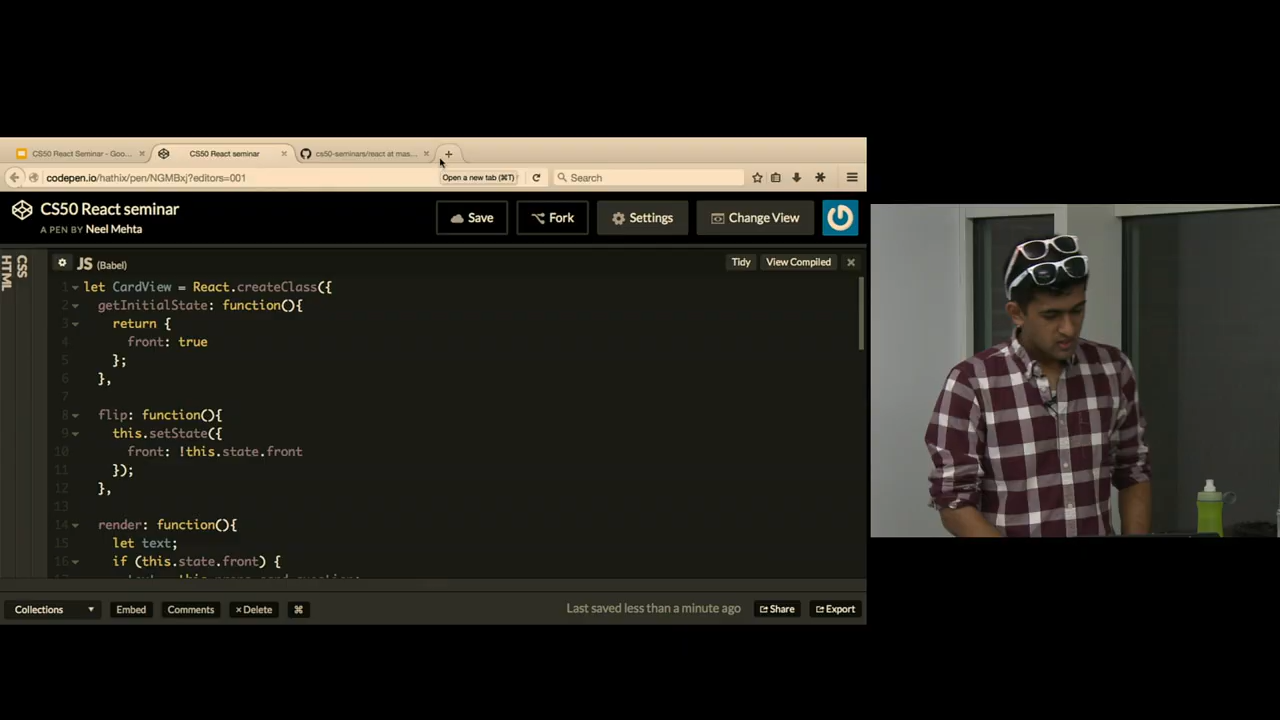 CS50 React Seminar - Goo...
CS50 React seminar
cs50-seminars/react at mas...
codepen.io/hathix/pen/NGMBxj?editors=001
Open a new tab (⌘T)
Search
CS50 React seminar
A PEN BY Neel Mehta
Save
Fork
Settings
Change View
HTML
CSS
JS (Babel)
Tidy
View Compiled
1 let CardView = React.createClass({
2 getInitialState: function(){
3 return {
4 front: true
5 };
6 },
7
8 flip: function(){
9 this.setState({
10 front: !this.state.front
11 });
12 },
13
14 render: function(){
15 let text;
16 if (this.state.front) {
Collections
Embed
Comments
× Delete
⌘
Last saved less than a minute ago
Share
Export